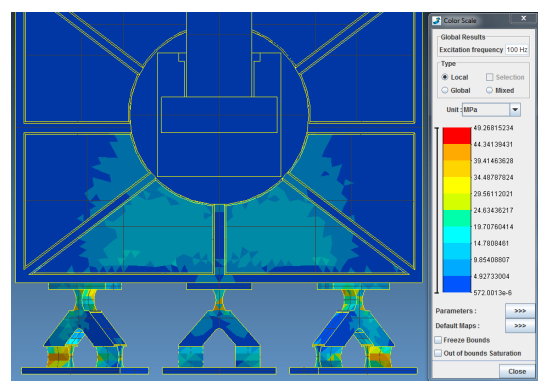 Color Scale
x
Global Results
Excitation frequency 100 Hz
Type
Local Selection
Global Mixed
Unit : MPa
49.26815234
44.34139431
39.41463628
34.48787824
29.56112021
24.63436217
19.70760414
14.7808461
9.85408807
4.92733004
572.0013e-6
Parameters : >>>
Default Maps : >>>
Freeze Bounds
Out of bounds Saturation
Close